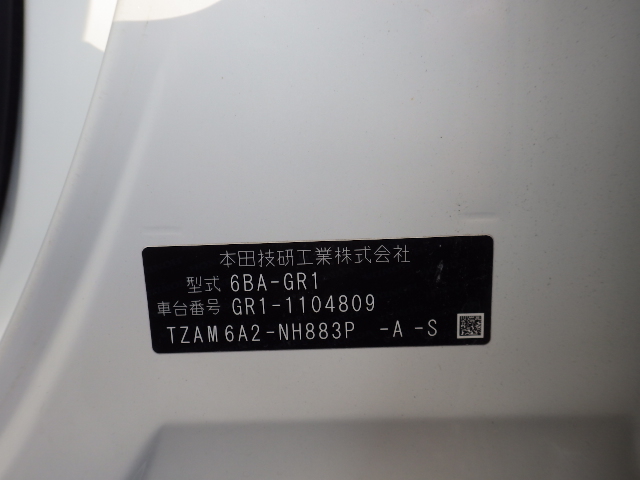 本田技研工業株式会社
型式 6BA-GR1
車台番号 GR1-1104809
TZAM6A2-NH883P -A-S